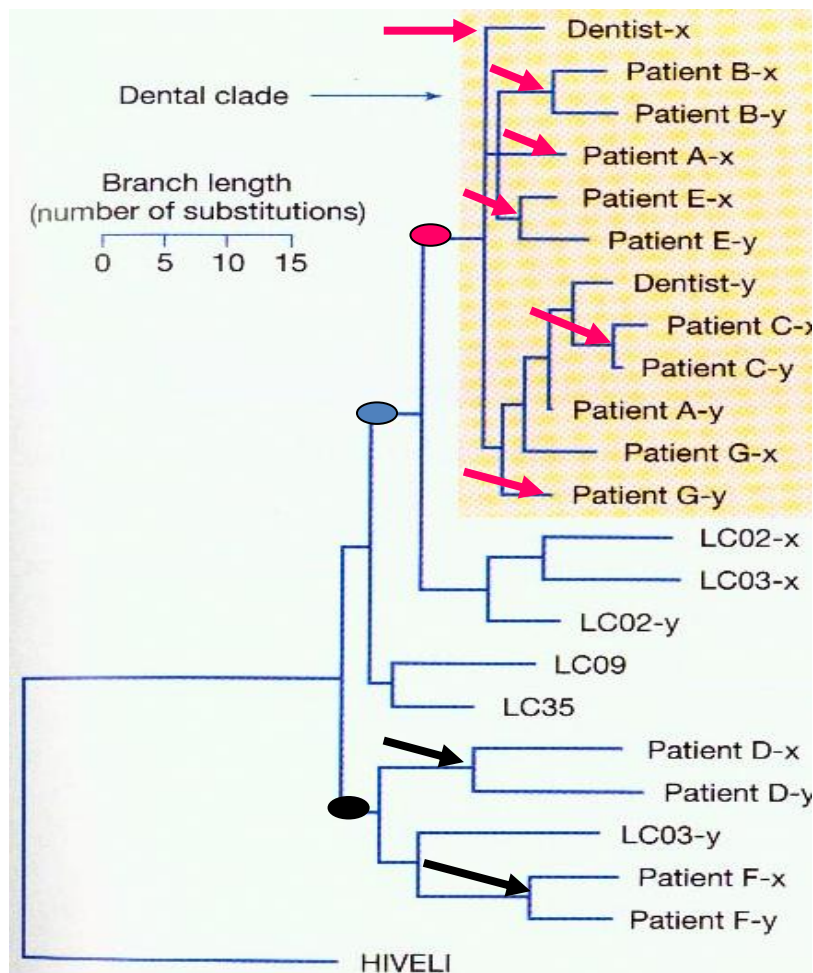 Dentist-x
Patient B-x
Dental clade
Patient B-y
Patient A-x
Branch length
(number of substitutions)
Patient E-x
Patient E-y
0 5 10 15
Dentist-y
Patient C-x
Patient C-y
Patient A-y
Patient G-x
Patient G-y
LC02-x
LC03-x
LC02-y
LC09
LC35
Patient D-x
Patient D-y
LC03-y
Patient F-x
Patient F-y
HIVELI